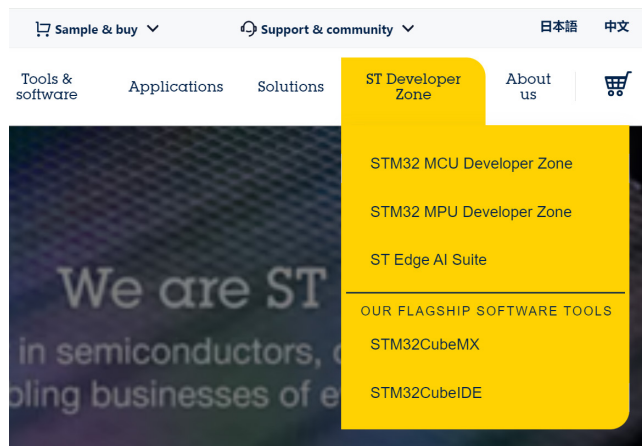 Sample & buy Support & community 日本語 中文
Tools &
software
Applications
Solutions
ST Developer
Zone
About
us
STM32 MCU Developer Zone
STM32 MPU Developer Zone
ST Edge AI Suite
OUR FLAGSHIP SOFTWARE TOOLS
STM32CubeMX
STM32CubeIDE
We are ST
in semiconductors,
businesses of